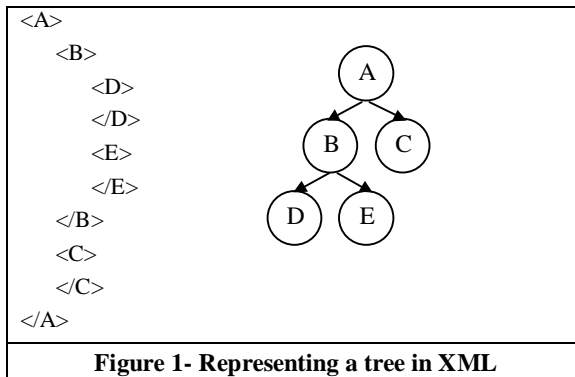 <A>
<B>
<D>
</D>
<E>
</E>
</B>
<C>
</C>
</A>
A
B
C
D
E
Figure 1- Representing a tree in XML